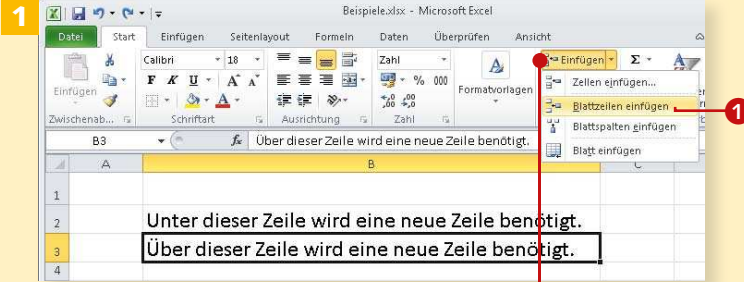 1
Beispiele.xlsx - Microsoft Excel
Datei Start Einfügen Seitenlayout Formeln Daten Überprüfen Ansicht
Calibri 18 Zahl Einfügen Σ
Einfügen F K U A A % 000 Formatvorlagen Zellen einfügen...
Blattzeilen einfügen 1
Zwischenab... Schriftart Ausrichtung Zahl Blattspalten einfügen
B3 fx Über dieser Zeile wird eine neue Zeile benötigt. Blatt einfügen
A B C
1
2 Unter dieser Zeile wird eine neue Zeile benötigt.
3 Über dieser Zeile wird eine neue Zeile benötigt.
4